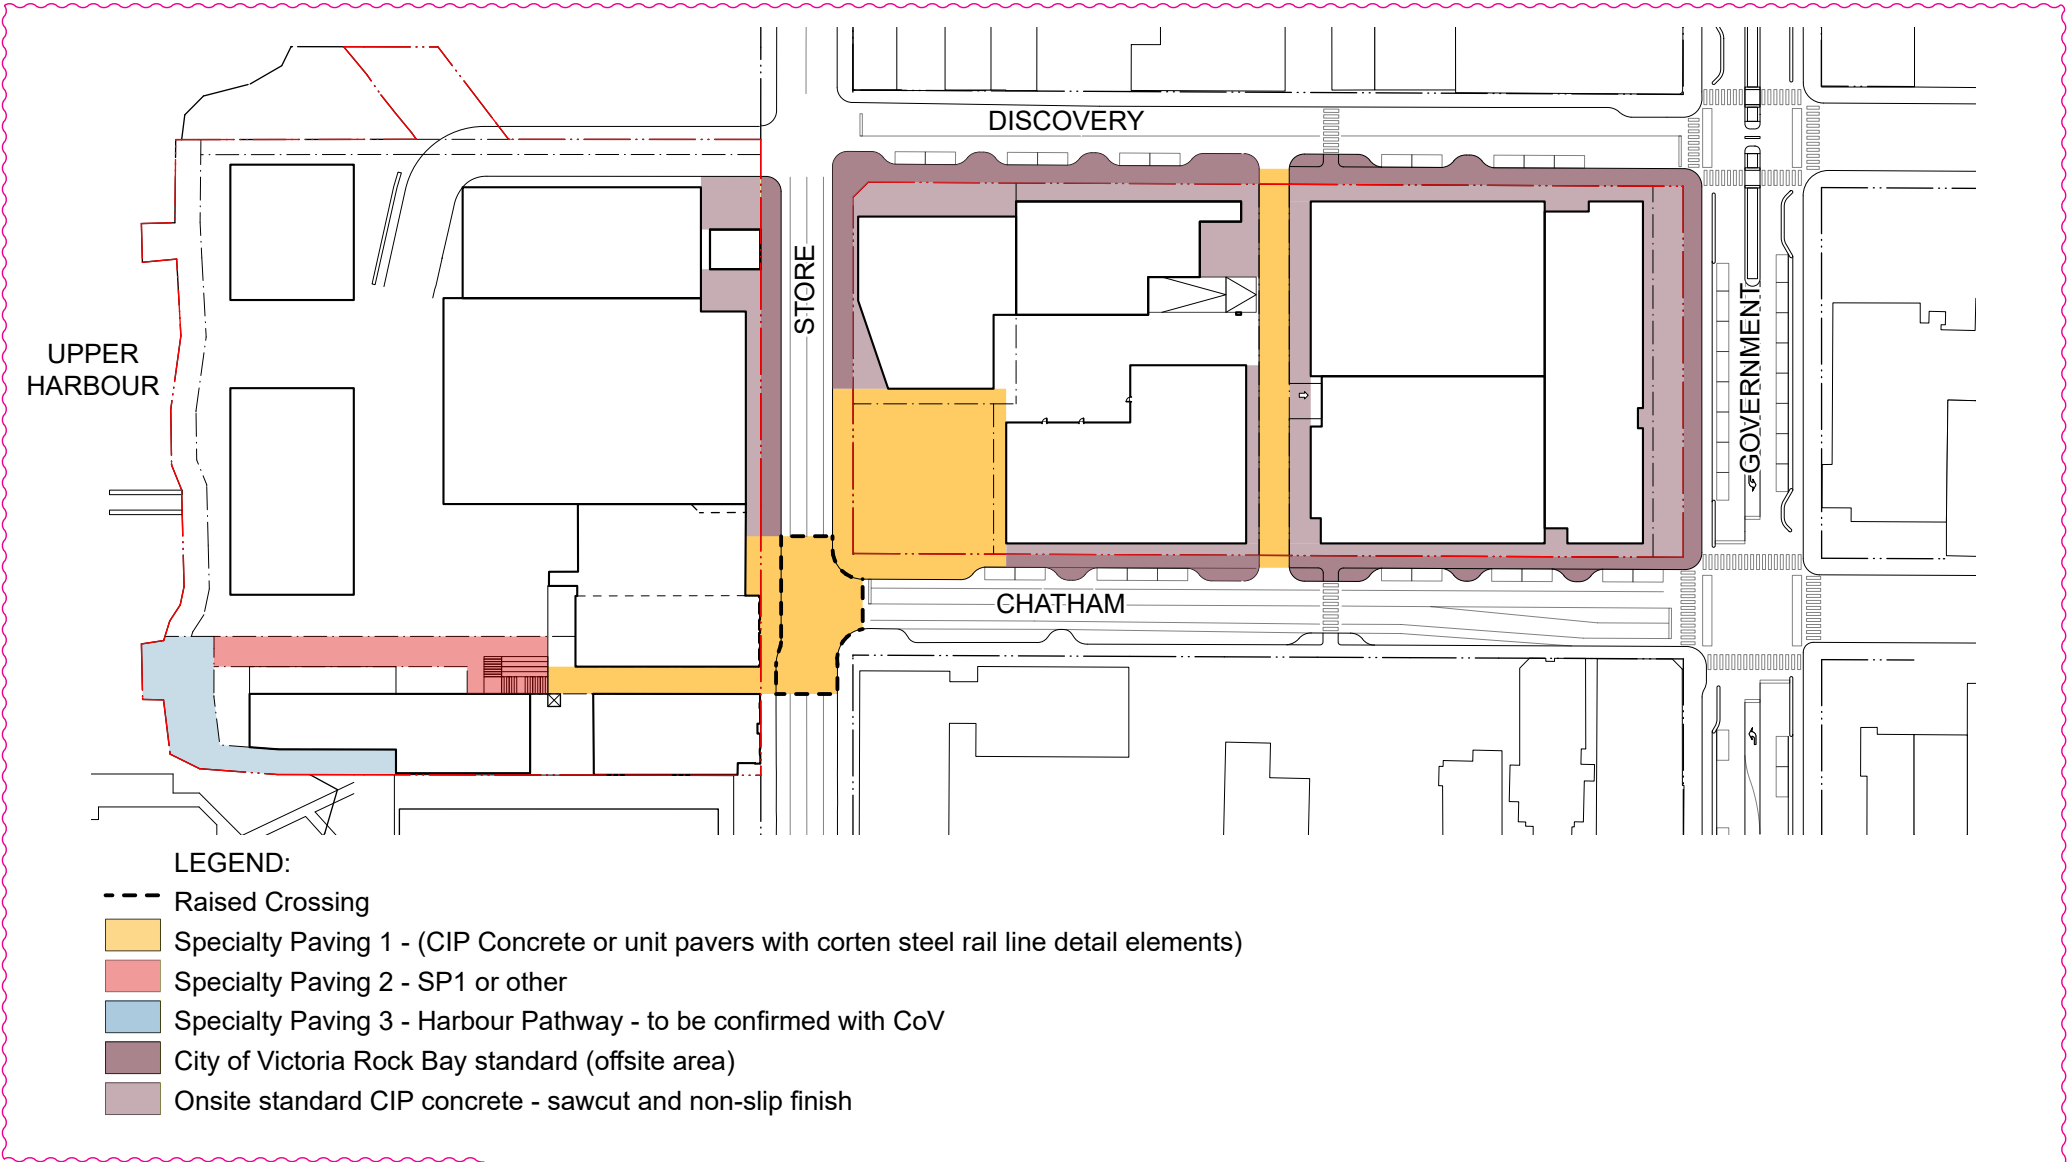 DISCOVERY
STORE
UPPER
HARBOUR
GOVERNMENT
CHATHAM
LEGEND:
Raised Crossing
Specialty Paving 1 - (CIP Concrete or unit pavers with corten steel rail line detail elements)
Specialty Paving 2 - SP1 or other
Specialty Paving 3 - Harbour Pathway - to be confirmed with CoV
City of Victoria Rock Bay standard (offsite area)
Onsite standard CIP concrete - sawcut and non-slip finish